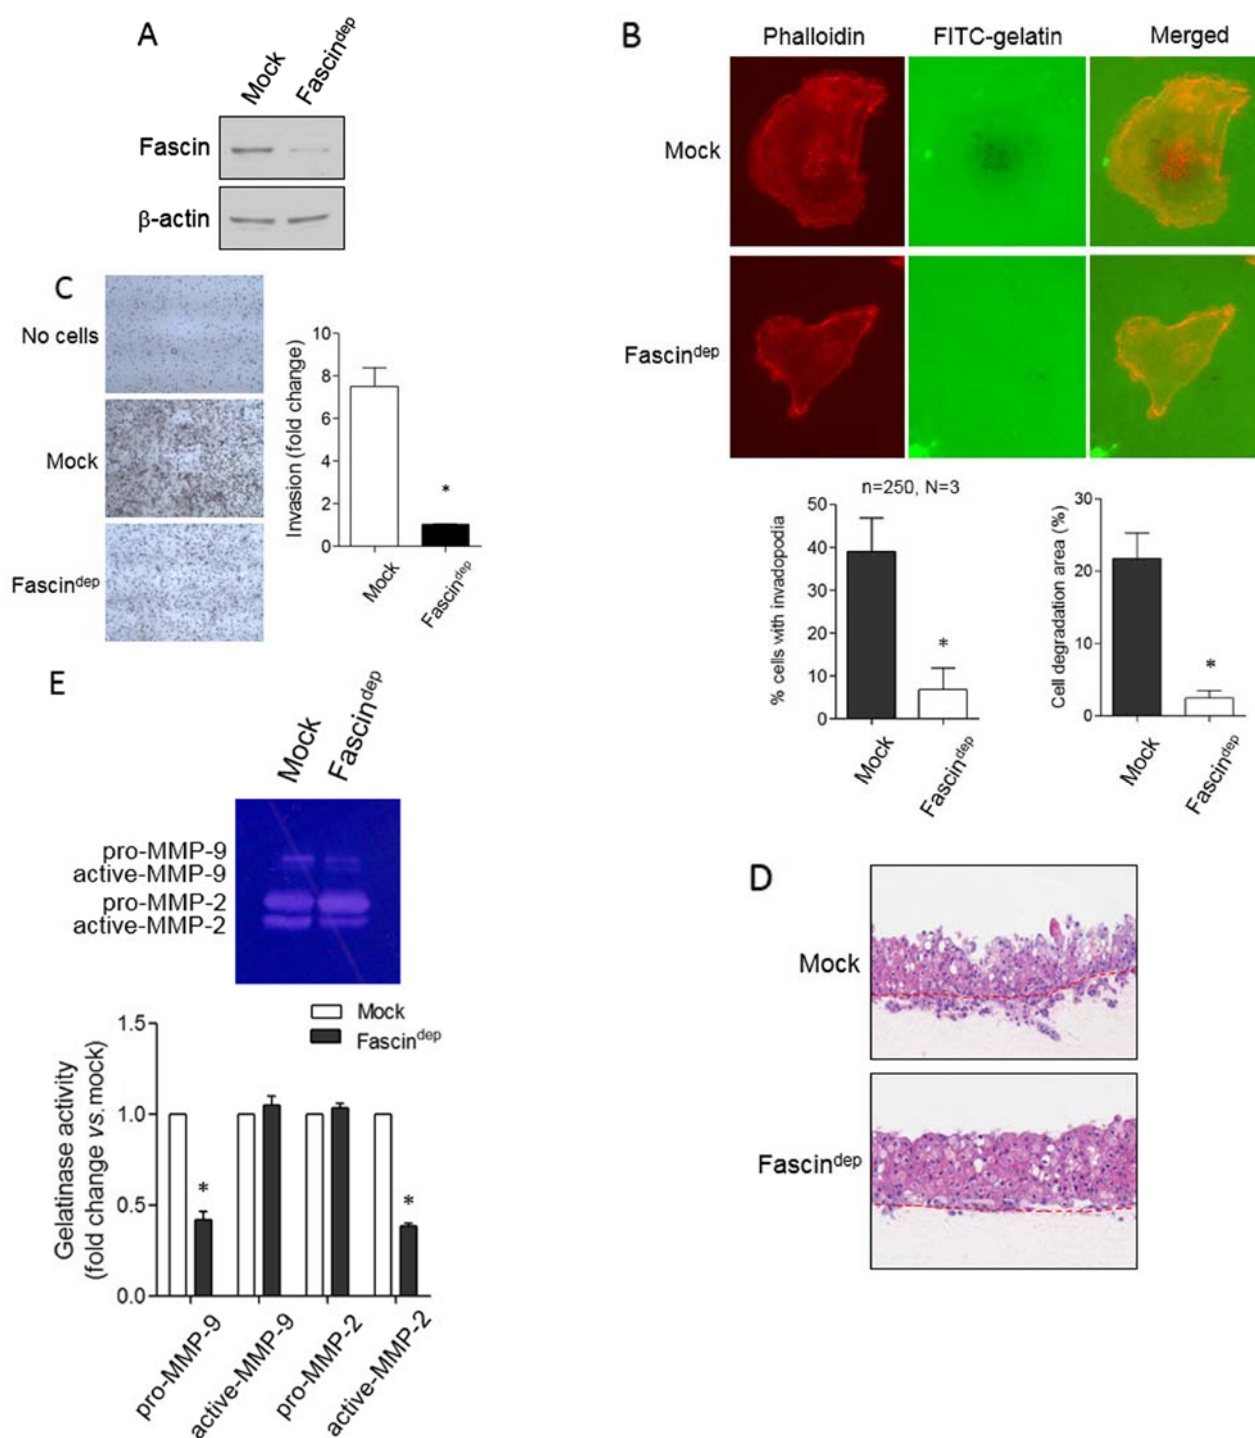 A
Mock
Fascin^dep
Fascin
β-actin
B
Phalloidin
FITC-gelatin
Merged
Mock
Fascin^dep
n=250, N=3
50
40
30
20
10
0
% cells with invadopodia
Mock
Fascin^dep
30
20
10
0
Cell degradation area (%)
Mock
Fascin^dep
C
No cells
Mock
Fascin^dep
10
8
6
4
2
0
Invasion (fold change)
*
Mock
Fascin^dep
*
*
E
Mock
Fascin^dep
pro-MMP-9
active-MMP-9
pro-MMP-2
active-MMP-2
Mock
Fascin^dep
1.5
1.0
0.5
0.0
Gelatinase activity
(fold change vs. mock)
*
*
pro-MMP-9
active-MMP-9
pro-MMP-2
active-MMP-2
D
Mock
Fascin^dep